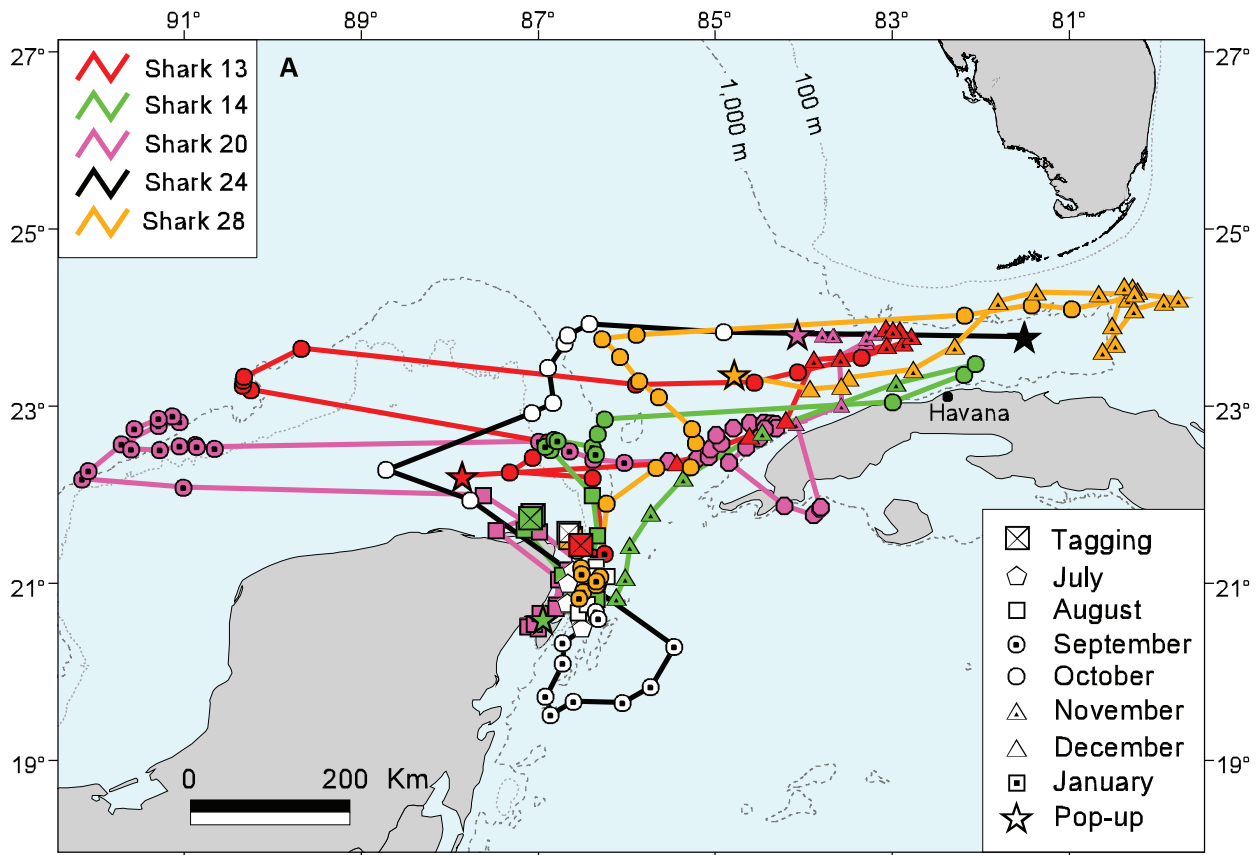 91° 89° 87° 85° 83° 81°
27° 27°
Shark 13 A
Shark 14
Shark 20
Shark 24
Shark 28
1,000 m 100 m
25° 25°
23° 23°
Havana
21° 21°
19° 19°
0 200 Km
Tagging
July
August
September
October
November
December
January
Pop-up